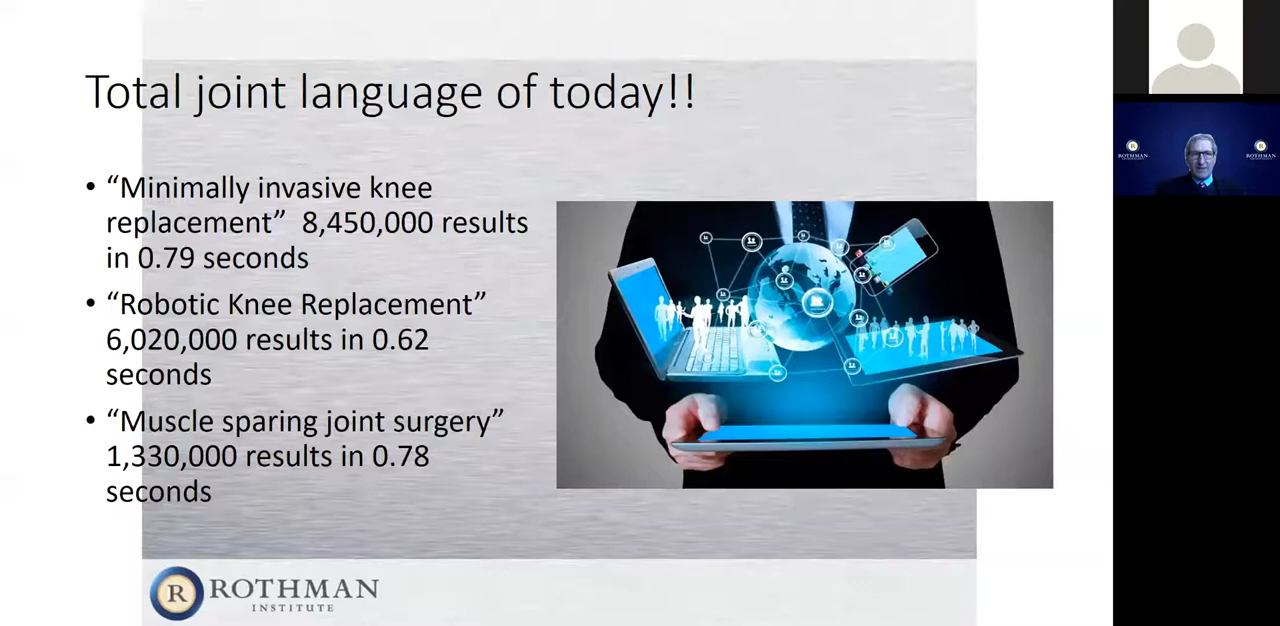 Total joint language of today!!
• “Minimally invasive knee
replacement” 8,450,000 results
in 0.79 seconds
• “Robotic Knee Replacement”
6,020,000 results in 0.62
seconds
• “Muscle sparing joint surgery”
1,330,000 results in 0.78
seconds
R ROTHMAN
INSTITUTE
R
ROTHMAN
R
ROTHMAN